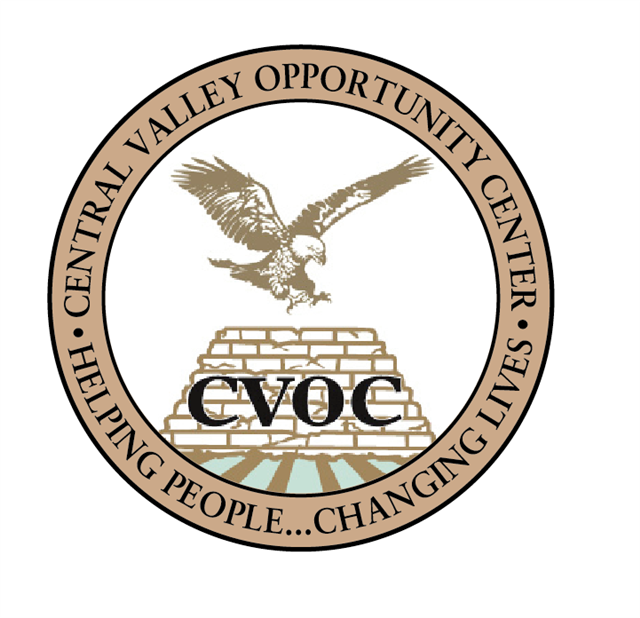 • CENTRAL VALLEY OPPORTUNITY CENTER •
CVOC
HELPING PEOPLE...CHANGING LIVES